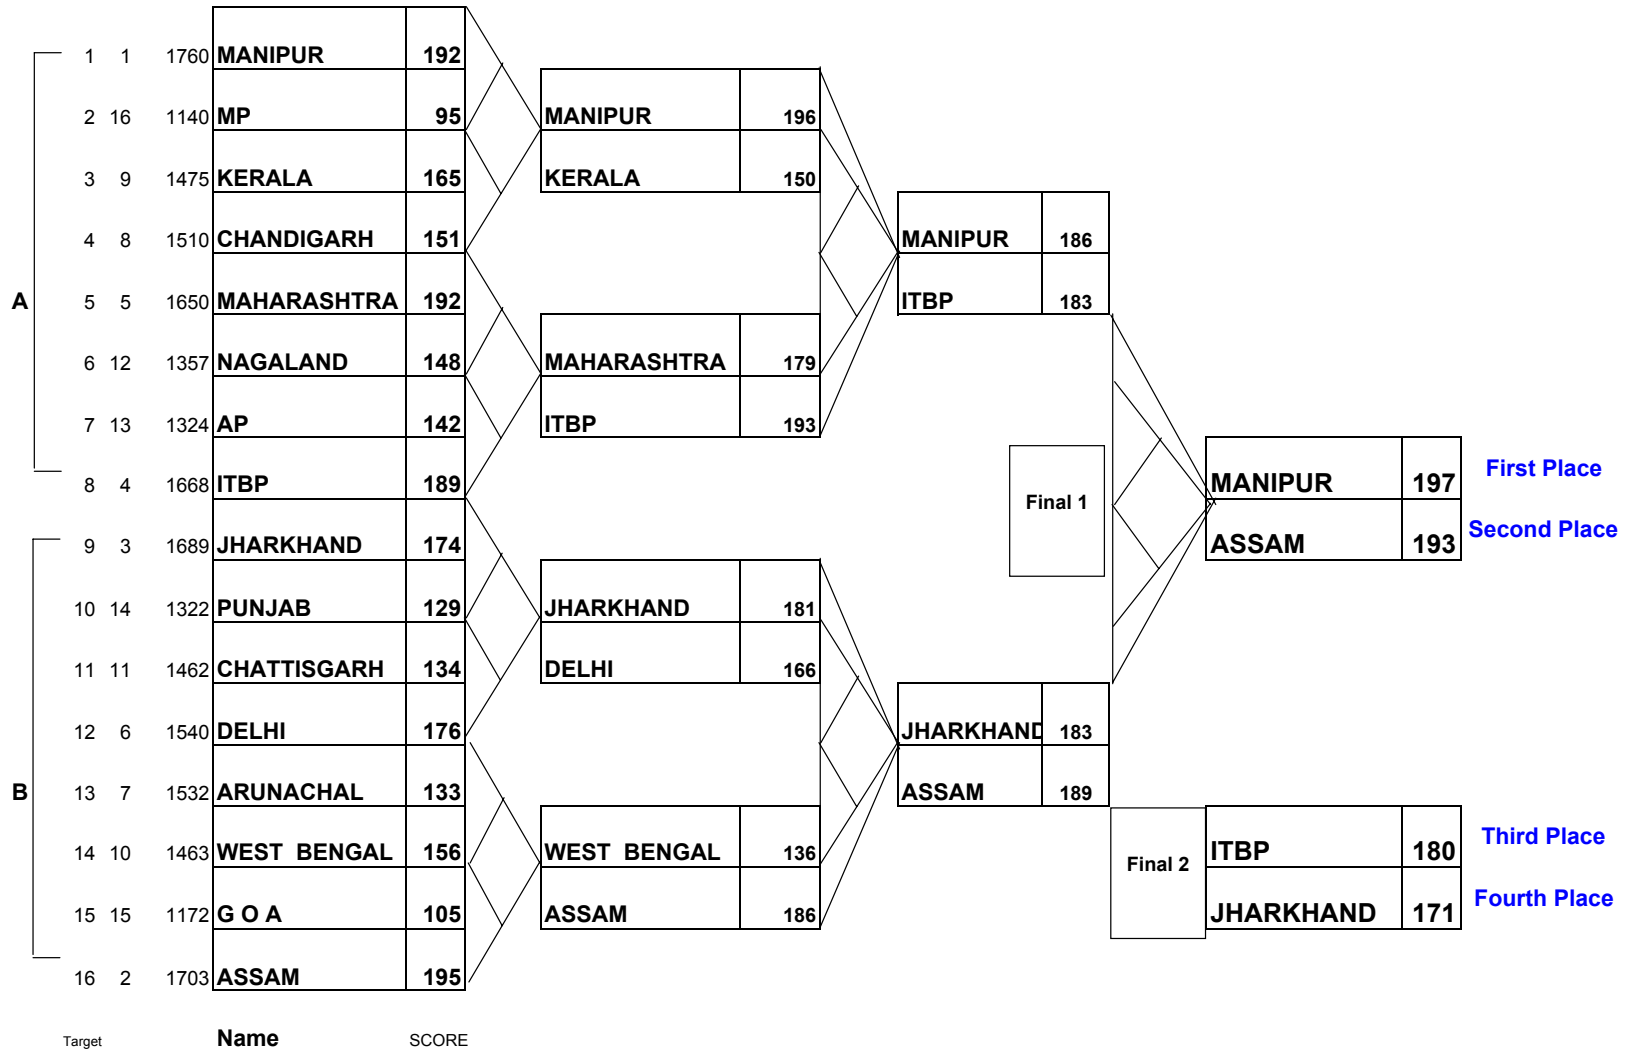 1 1 1760 MANIPUR 192
2 16 1140 MP 95 MANIPUR 196
3 9 1475 KERALA 165 KERALA 150
4 8 1510 CHANDIGARH 151 MANIPUR 186
A 5 5 1650 MAHARASHTRA 192 ITBP 183
6 12 1357 NAGALAND 148 MAHARASHTRA 179
7 13 1324 AP 142 ITBP 193
8 4 1668 ITBP 189 Final 1 MANIPUR 197 First Place
9 3 1689 JHARKHAND 174 ASSAM 193 Second Place
10 14 1322 PUNJAB 129 JHARKHAND 181
11 11 1462 CHATTISGARH 134 DELHI 166
12 6 1540 DELHI 176 JHARKHAND 183
B 13 7 1532 ARUNACHAL 133 ASSAM 189
14 10 1463 WEST BENGAL 156 WEST BENGAL 136 Final 2 ITBP 180 Third Place
15 15 1172 G O A 105 ASSAM 186 JHARKHAND 171 Fourth Place
16 2 1703 ASSAM 195
Target Name SCORE